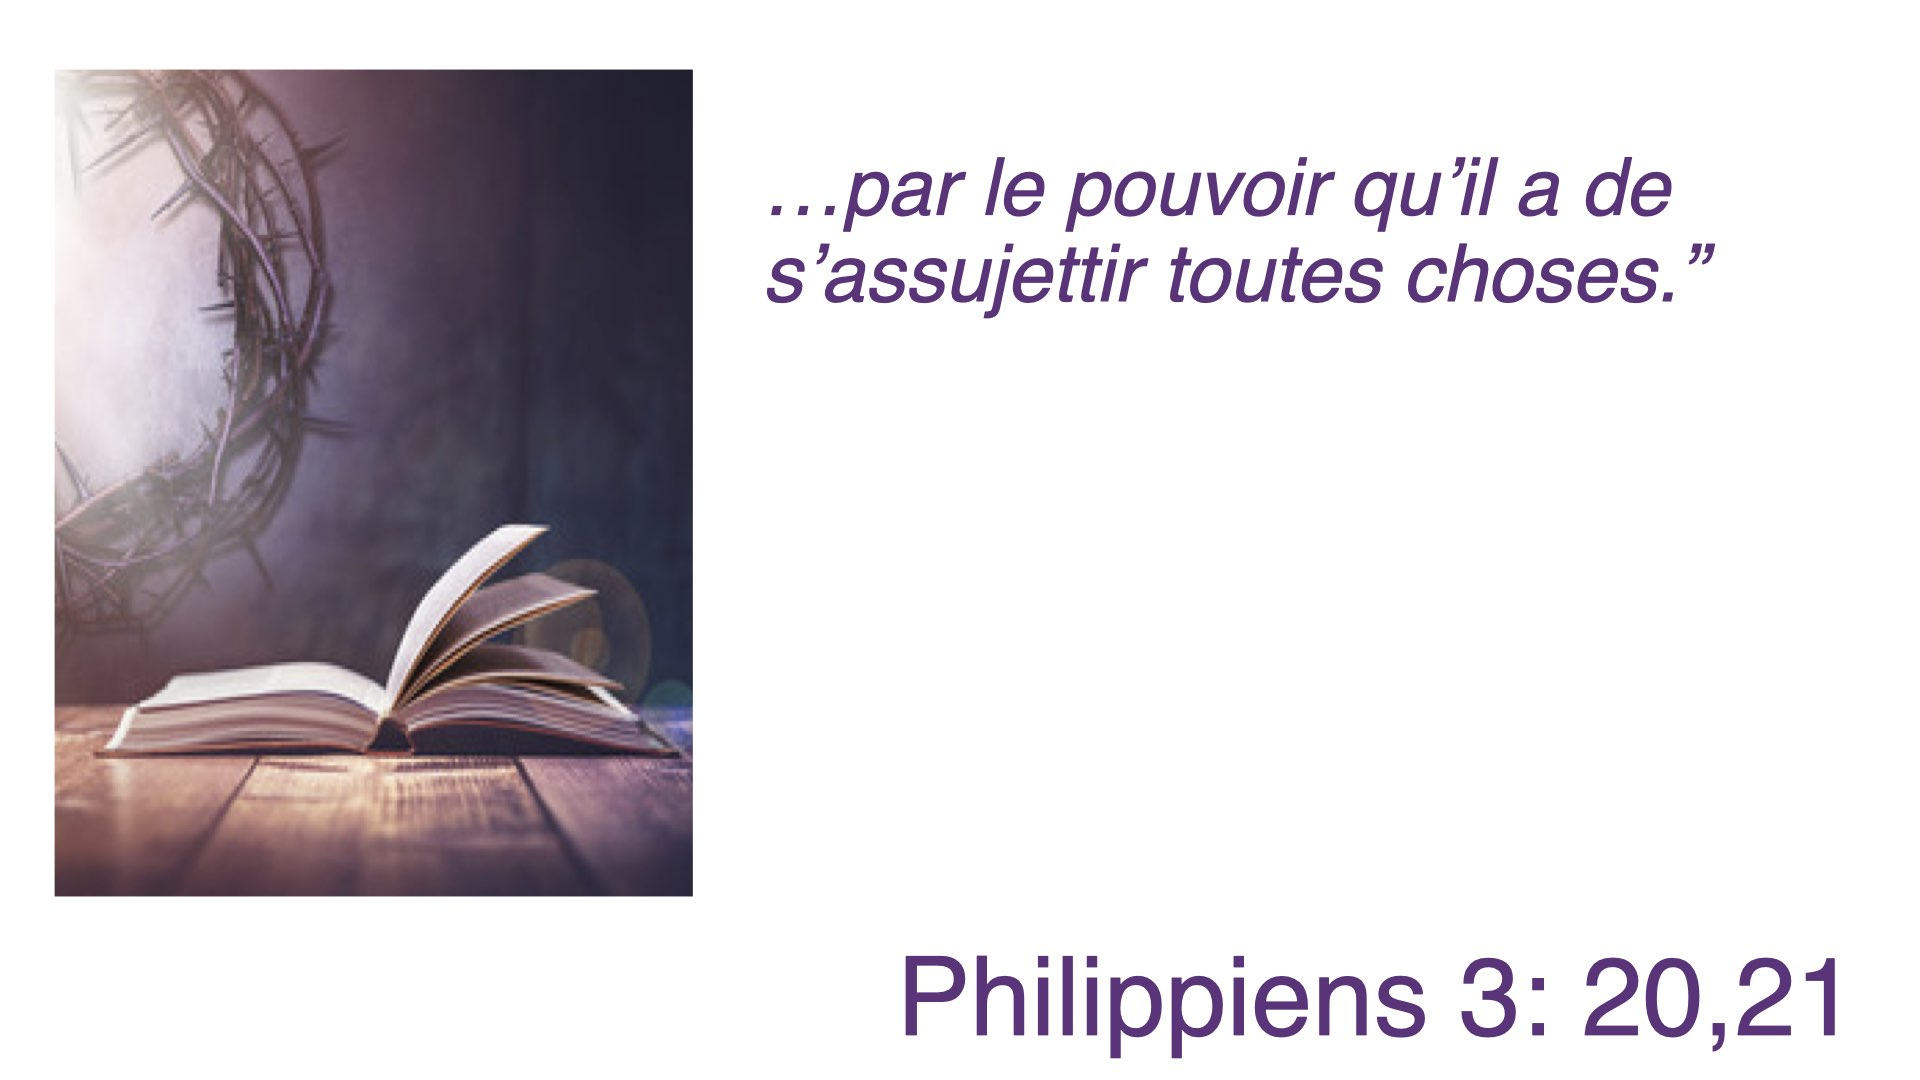 …par le pouvoir qu’il a de
s’assujettir toutes choses.”
Philippiens 3: 20,21